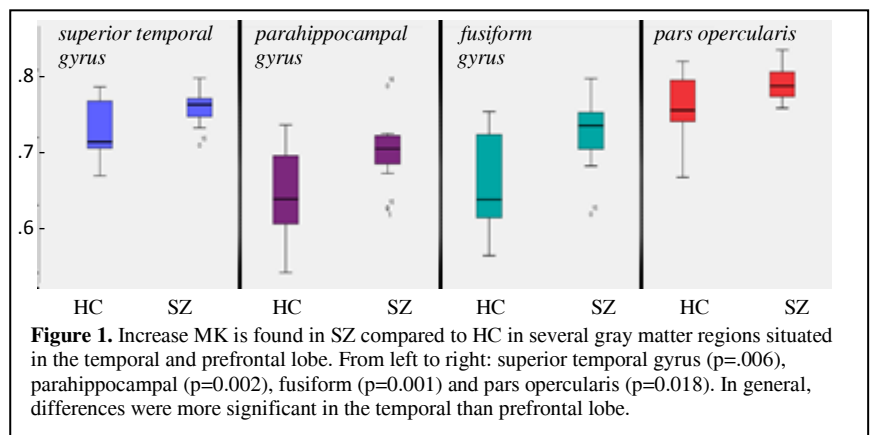 superior temporal
gyrus
parahippocampal
gyrus
fusiform
gyrus
pars opercularis
.8
.7
.6
HC SZ HC SZ HC SZ HC SZ
Figure 1. Increase MK is found in SZ compared to HC in several gray matter regions situated
in the temporal and prefrontal lobe. From left to right: superior temporal gyrus (p=.006),
parahippocampal (p=0.002), fusiform (p=0.001) and pars opercularis (p=0.018). In general,
differences were more significant in the temporal than prefrontal lobe.